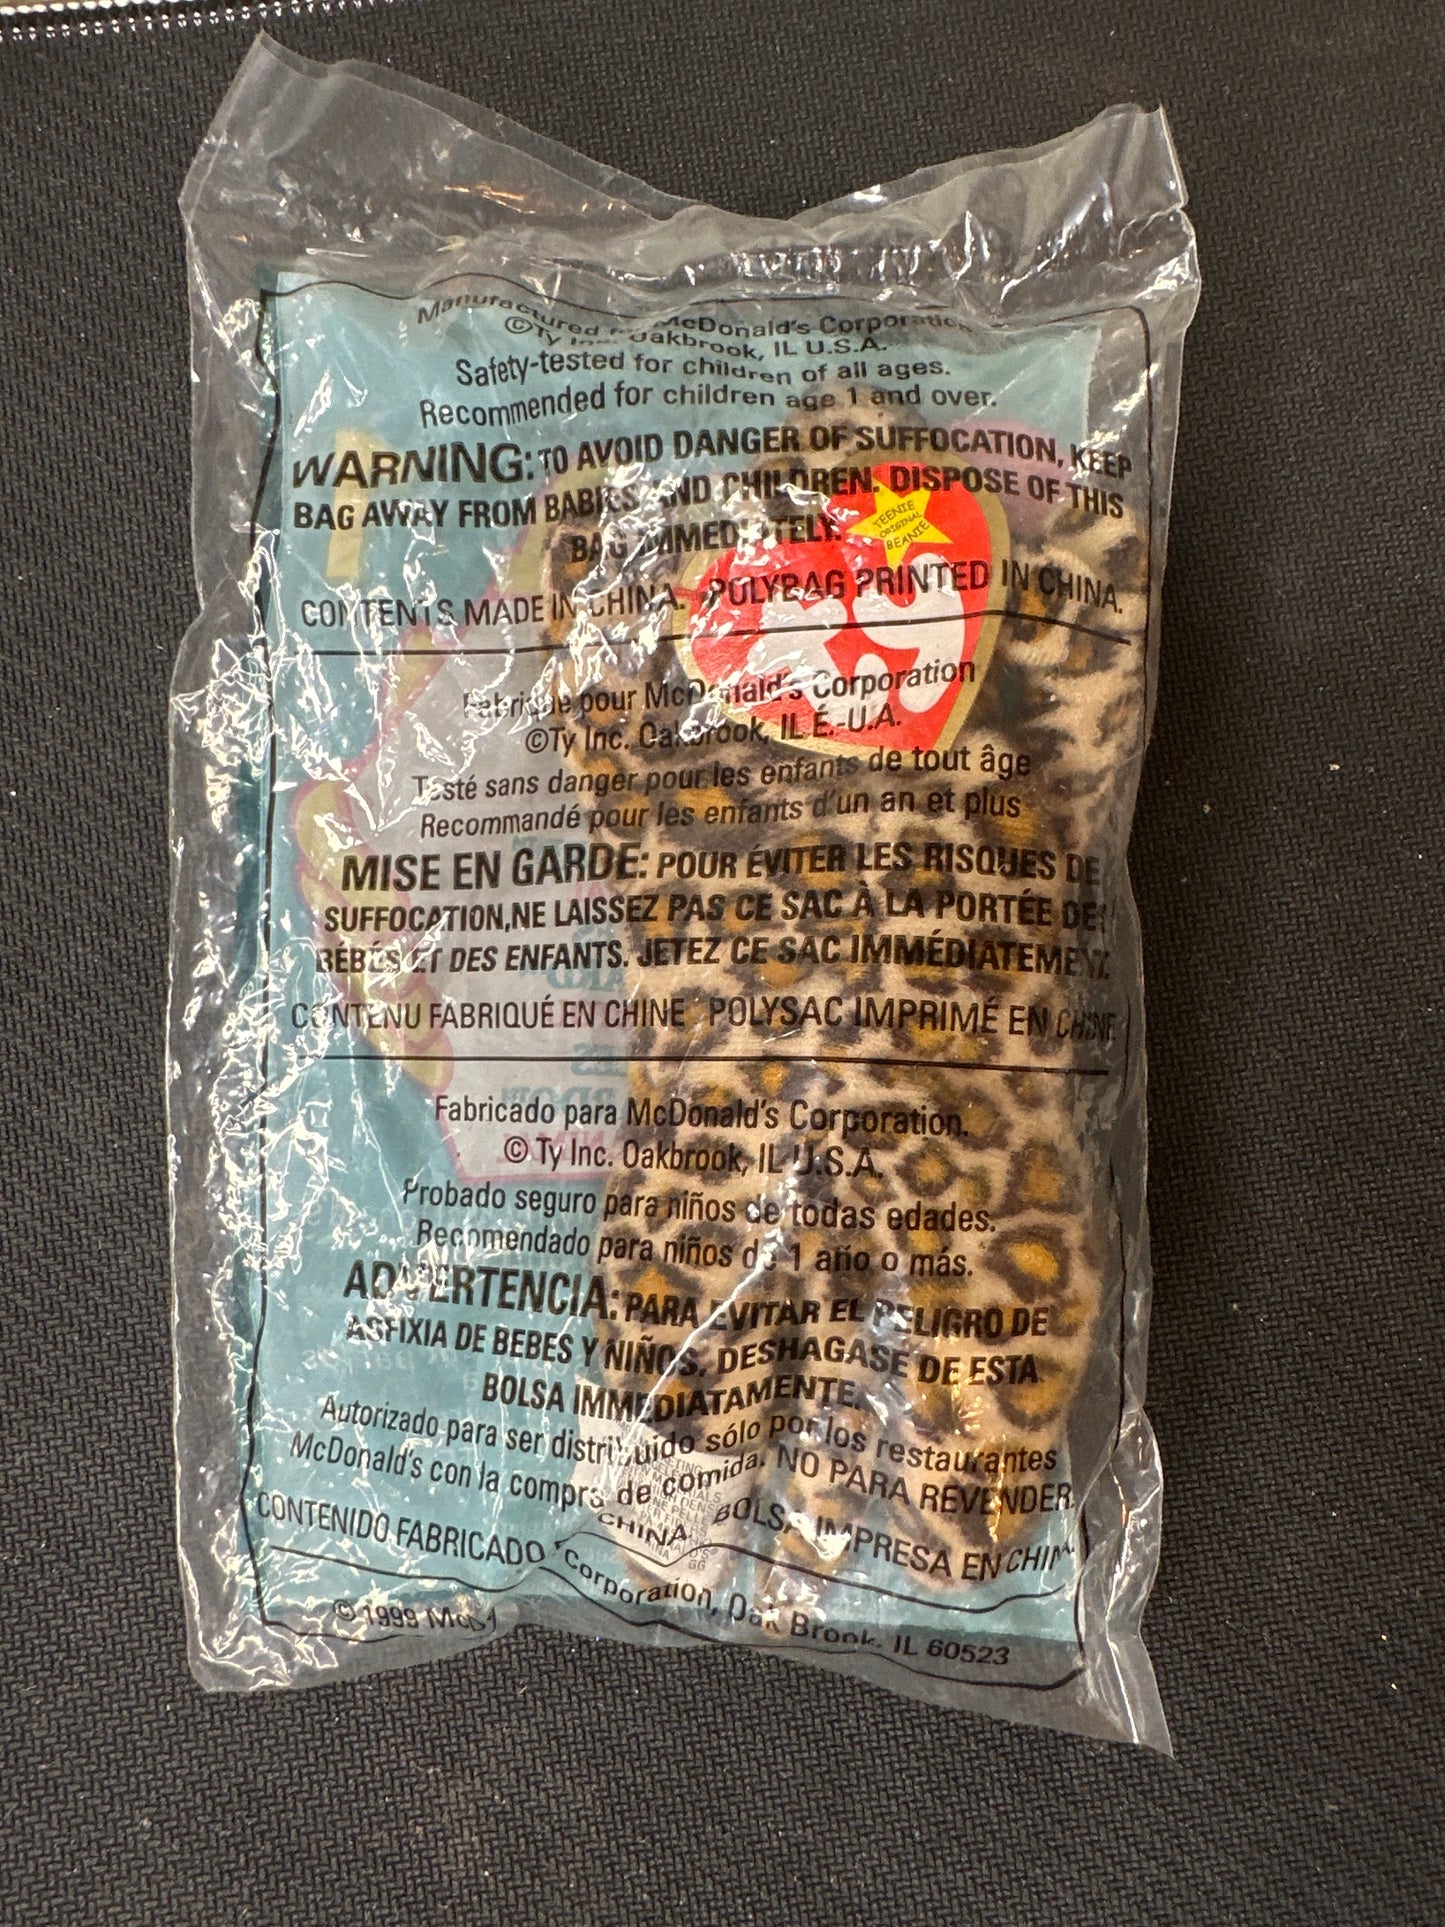 Manufactured McDonald's Corporation
©Ty Inc. Oakbrook, IL U.S.A.
Safety-tested for children of all ages.
Recommended for children age 1 and over.
WARNING: TO AVOID DANGER OF SUFFOCATION, KEEP
BAG AWAY FROM BABIES AND CHILDREN. DISPOSE OF THIS
BAG IMMEDIATELY.
CONTENTS MADE IN CHINA. POLYBAG PRINTED IN CHINA.
TEENIE
ORIGINAL
BEANIE
ty
Fabriqué pour McDonald's Corporation
©Ty Inc. Oakbrook, IL É.-U.A.
Testé sans danger pour les enfants de tout âge
Recommandé pour les enfants d'un an et plus
MISE EN GARDE: POUR ÉVITER LES RISQUES DE
SUFFOCATION,NE LAISSEZ PAS CE SAC À LA PORTÉE DES
BÉBÉS ET DES ENFANTS. JETEZ CE SAC IMMÉDIATEMENT.
CONTENU FABRIQUÉ EN CHINE POLYSAC IMPRIMÉ EN CHINE
Fabricado para McDonald's Corporation.
© Ty Inc. Oakbrook, IL U.S.A.
Probado seguro para niños de todas edades.
Recomendado para niños de 1 año o más.
ADVERTENCIA: PARA EVITAR EL PELIGRO DE
ASFIXIA DE BEBES Y NIÑOS, DESHAGASE DE ESTA
BOLSA IMMEDIATAMENTE.
Autorizado para ser distribuido sólo por los restaurantes
McDonald's con la compra de comida. NO PARA REVENDER.
CONTENIDO FABRICADO CHINA BOLSA IMPRESA EN CHINA
© 1999 McD Corporation, Oak Brook, IL 60523